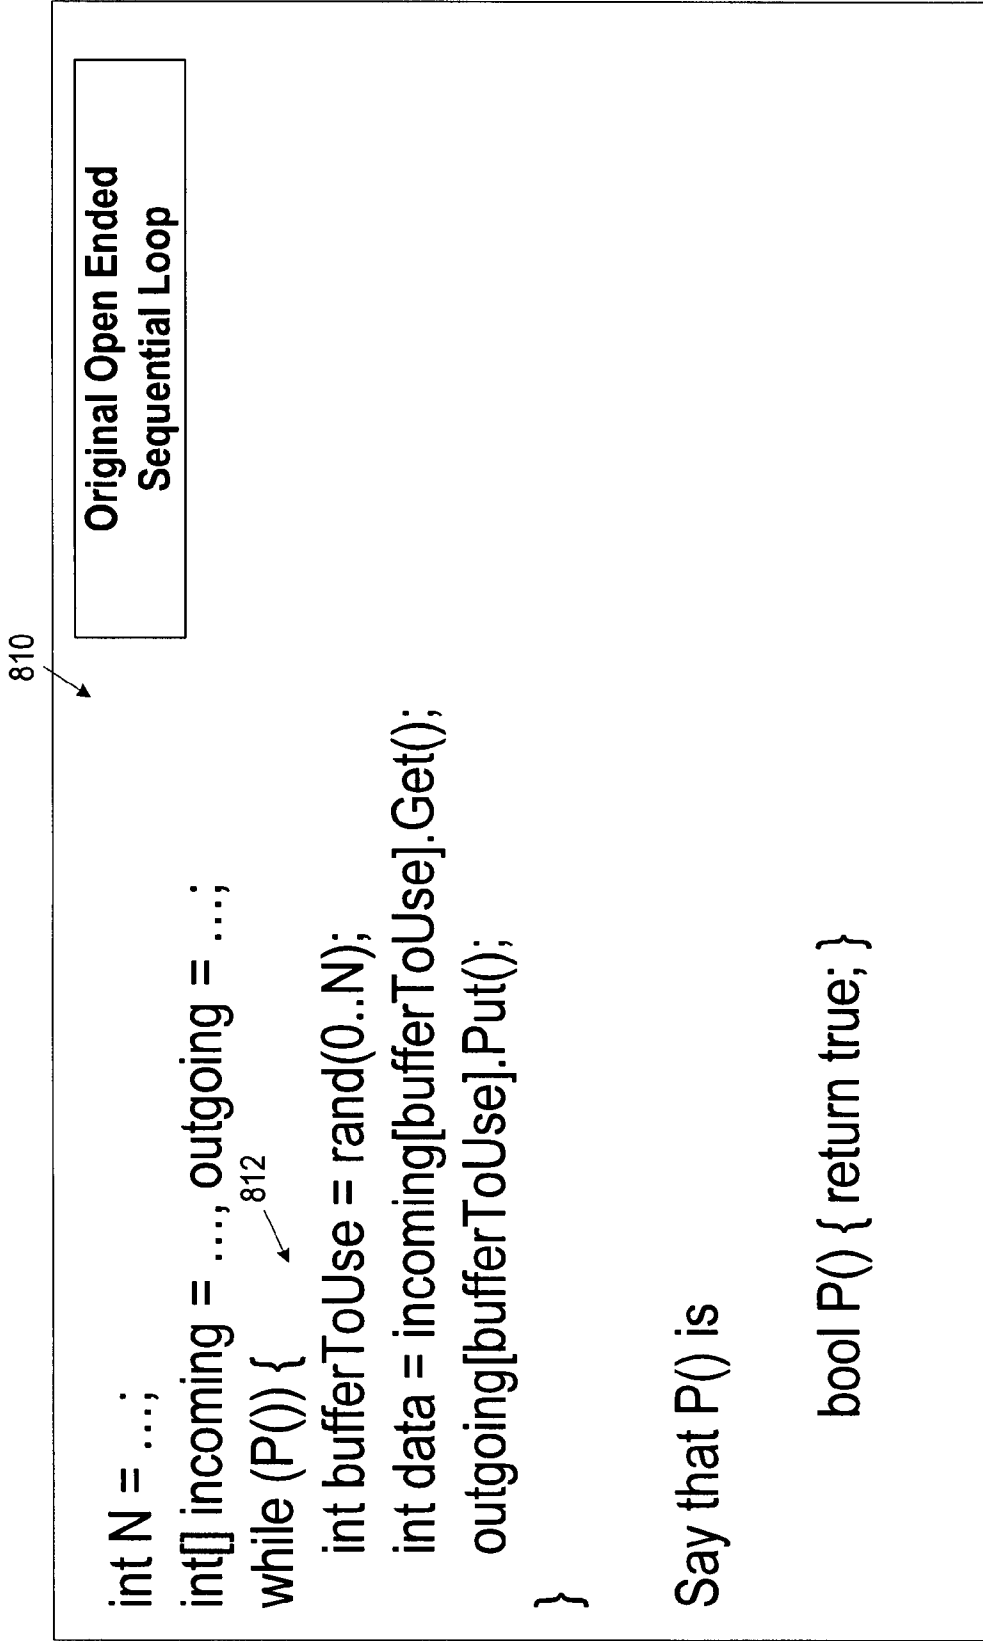 810
Original Open Ended
Sequential Loop
int N = ...;
int[] incoming = ..., outgoing = ...;
while (P()) {
812
int bufferToUse = rand(0..N);
int data = incoming[bufferToUse].Get();
outgoing[bufferToUse].Put();
}
Say that P() is
bool P() { return true; }